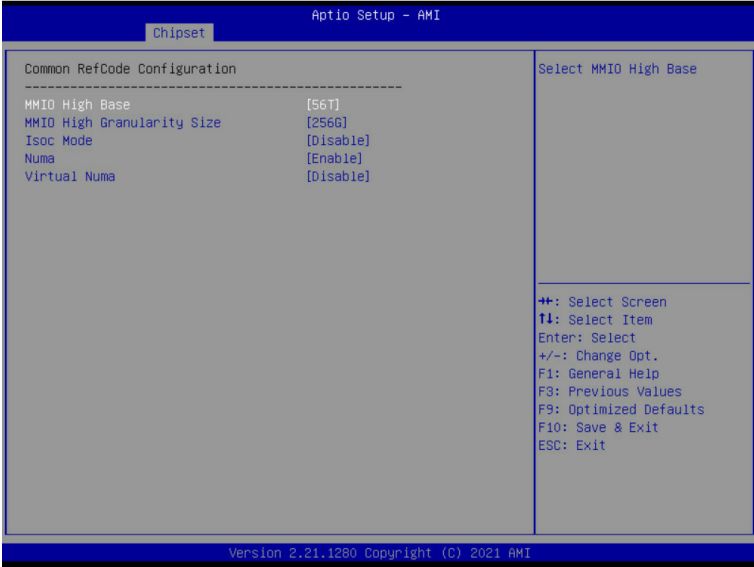 Aptio Setup - AMI
Chipset
Common RefCode Configuration
--------------------------------------------------
MMIO High Base [56T]
MMIO High Granularity Size [256G]
Isoc Mode [Disable]
Numa [Enable]
Virtual Numa [Disable]
Select MMIO High Base
→←: Select Screen
↑↓: Select Item
Enter: Select
+/-: Change Opt.
F1: General Help
F3: Previous Values
F9: Optimized Defaults
F10: Save & Exit
ESC: Exit
Version 2.21.1280 Copyright (C) 2021 AMI